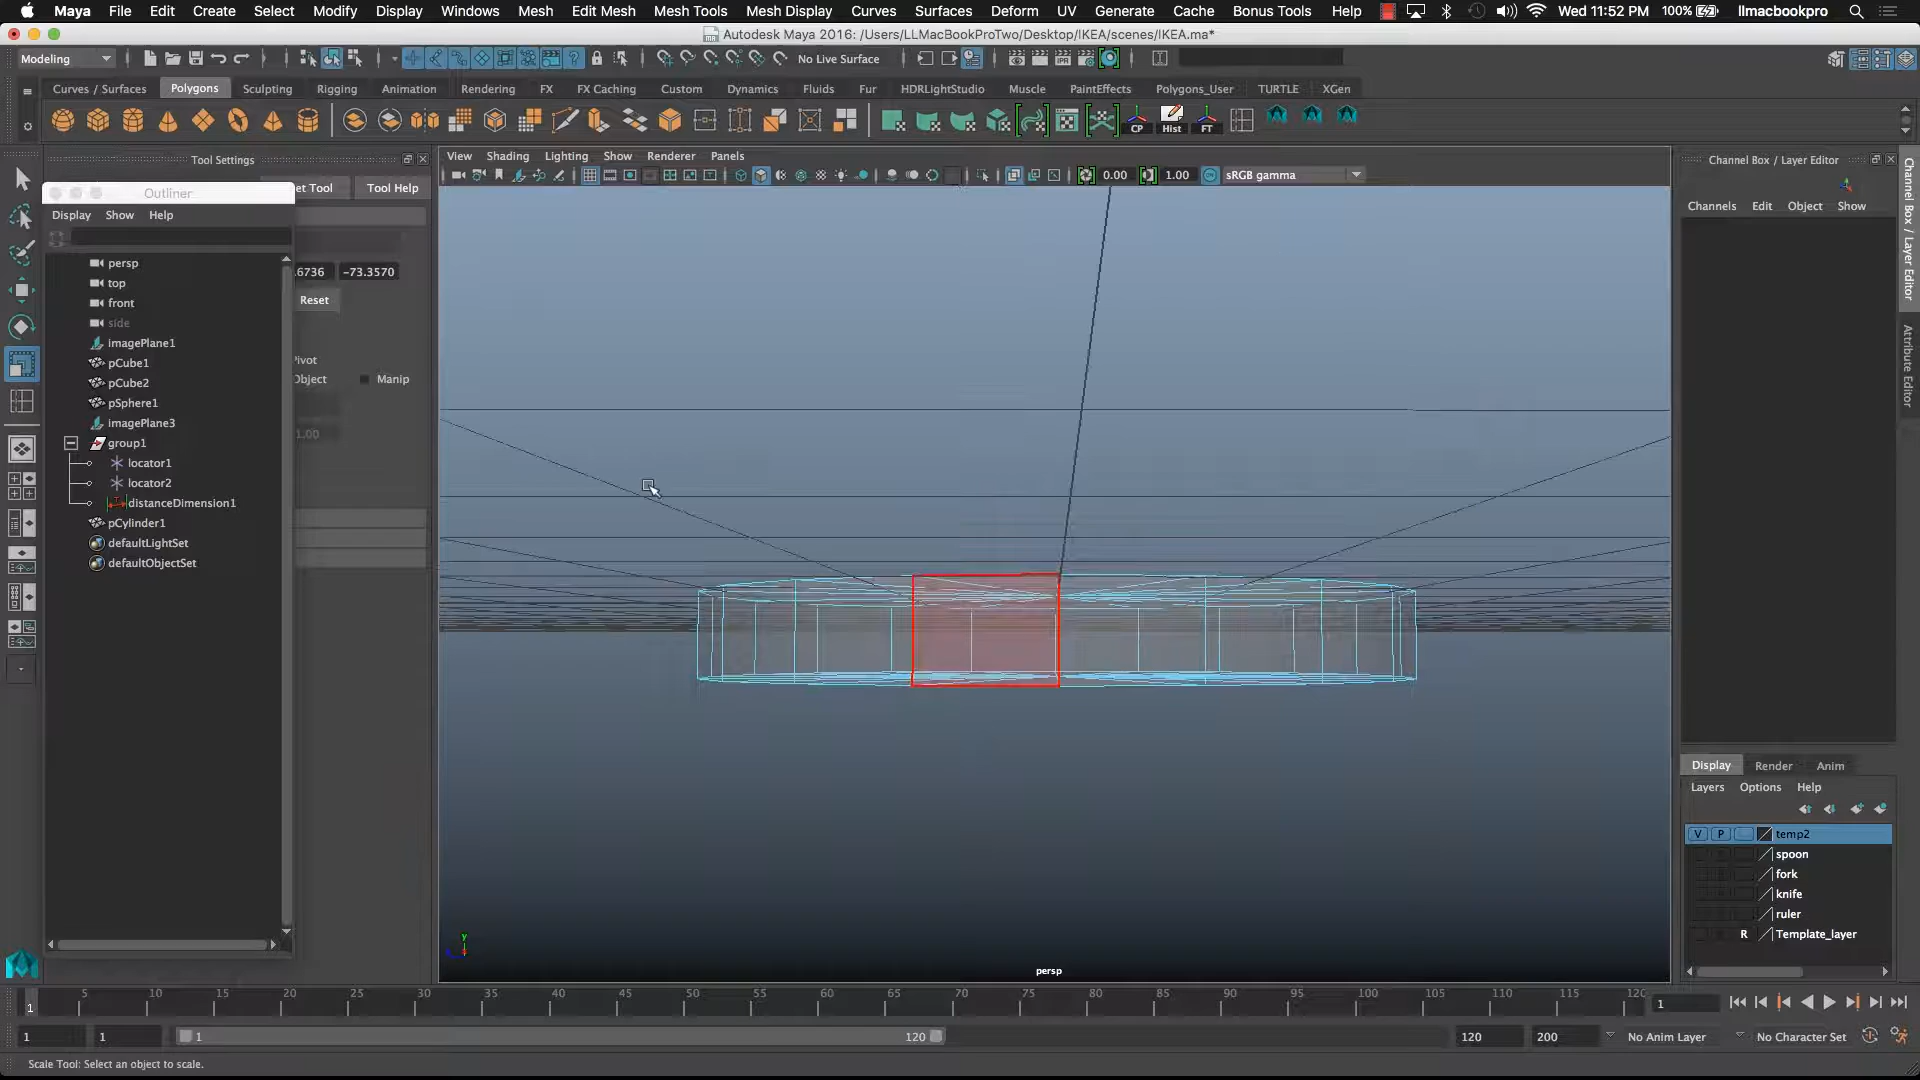 Maya File Edit Create Select Modify Display Windows Mesh Edit Mesh Mesh Tools Mesh Display Curves Surfaces Deform UV Generate Cache Bonus Tools Help Wed 11:52 PM 100% llmacbookpro
Autodesk Maya 2016: /Users/LLMacBookProTwo/Desktop/IKEA/scenes/IKEA.ma*
Modeling No Live Surface
Curves / Surfaces Polygons Sculpting Rigging Animation Rendering FX FX Caching Custom Dynamics Fluids Fur HDRLightStudio Muscle PaintEffects Polygons_User TURTLE XGen
CP Hist FT
Tool Settings
View Shading Lighting Show Renderer Panels
Channel Box / Layer Editor
0.00 1.00 sRGB gamma
et Tool Tool Help
Outliner
Channels Edit Object Show
Display Show Help
persp
.6736 -73.3570
top
front
Reset
side
imagePlane1
pCube1
Pivot
pCube2
Object Manip
pSphere1
imagePlane3
1.00
group1
locator1
locator2
distanceDimension1
pCylinder1
defaultLightSet
defaultObjectSet
Channel Box / Layer Editor
Attribute Editor
Display Render Anim
Layers Options Help
V P temp2
spoon
fork
knife
ruler
R Template_layer
y
persp
1 5 10 15 20 25 30 35 40 45 50 55 60 65 70 75 80 85 90 95 100 105 110 115 120 1
1 1 1 120 120 200 No Anim Layer No Character Set
Scale Tool: Select an object to scale.